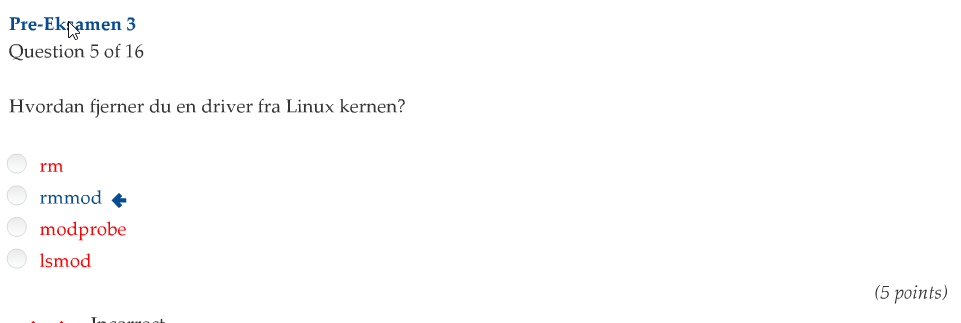 Pre-Eksamen 3
Question 5 of 16
Hvordan fjerner du en driver fra Linux kernen?
rm
rmmod
modprobe
lsmod
(5 points)
Incorrect